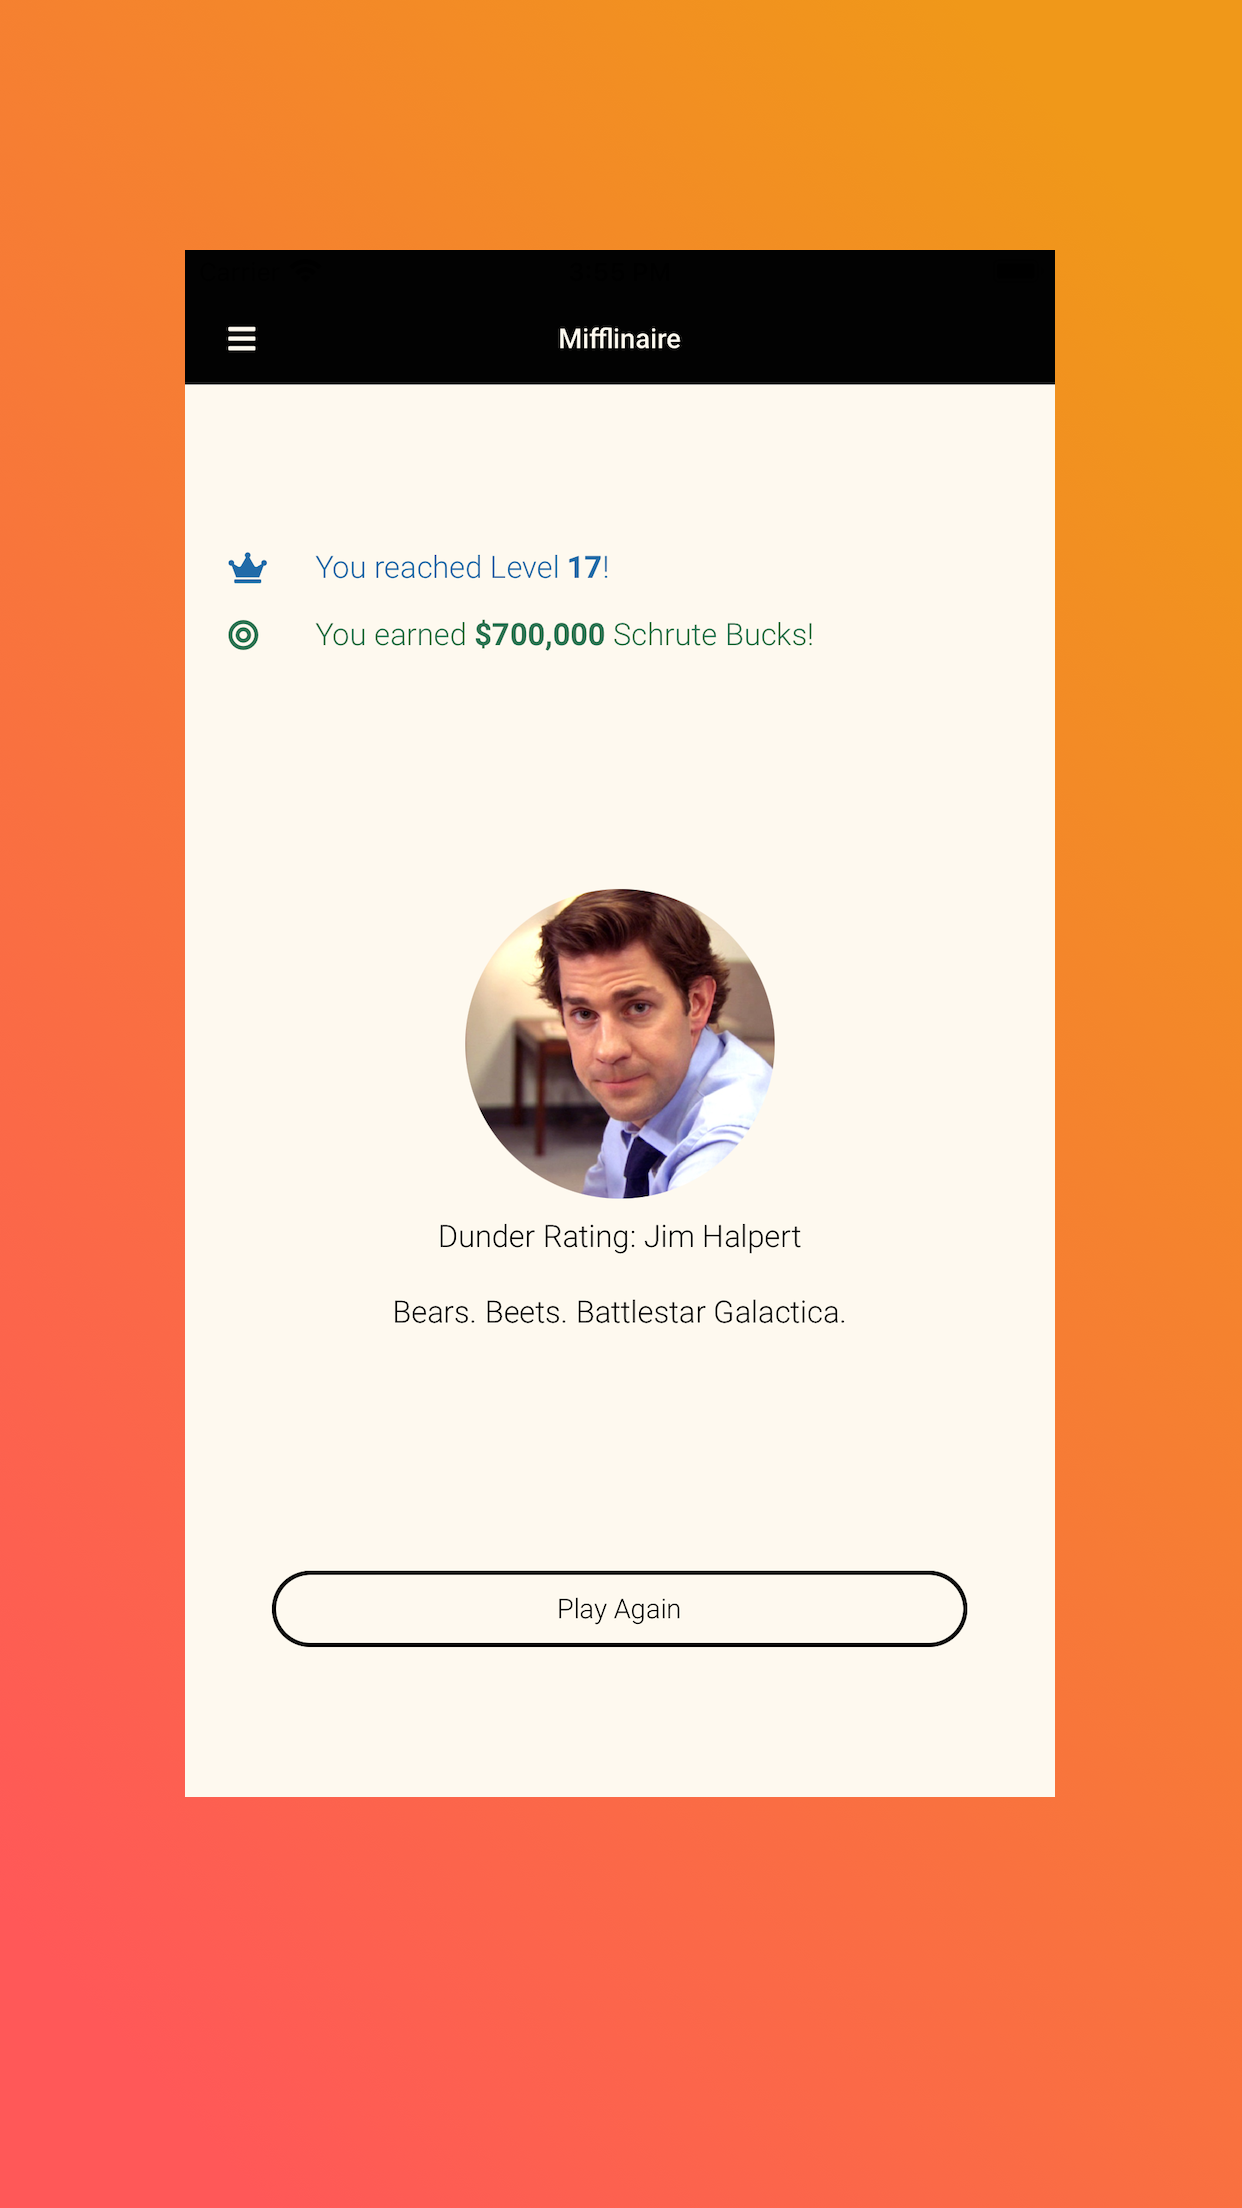 Mifflinaire
You reached Level 17!
You earned $700,000 Schrute Bucks!
Dunder Rating: Jim Halpert
Bears. Beets. Battlestar Galactica.
Play Again